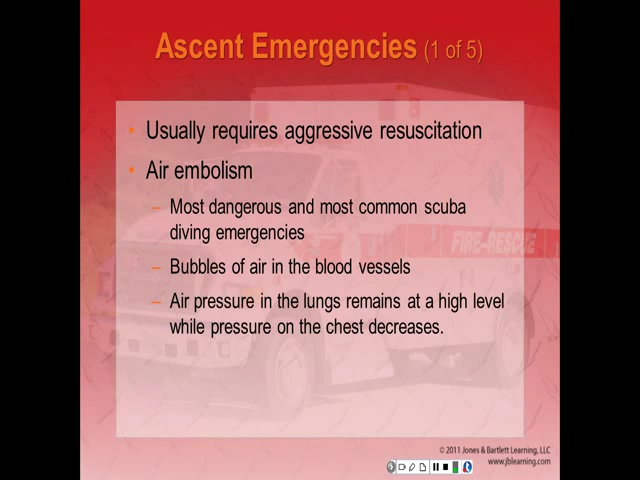 Ascent Emergencies (1 of 5)
• Usually requires aggressive resuscitation
• Air embolism
– Most dangerous and most common scuba
diving emergencies
– Bubbles of air in the blood vessels
– Air pressure in the lungs remains at a high level
while pressure on the chest decreases.
FIRE-RESCUE
© 2011 Jones & Bartlett Learning, LLC
www.jblearning.com